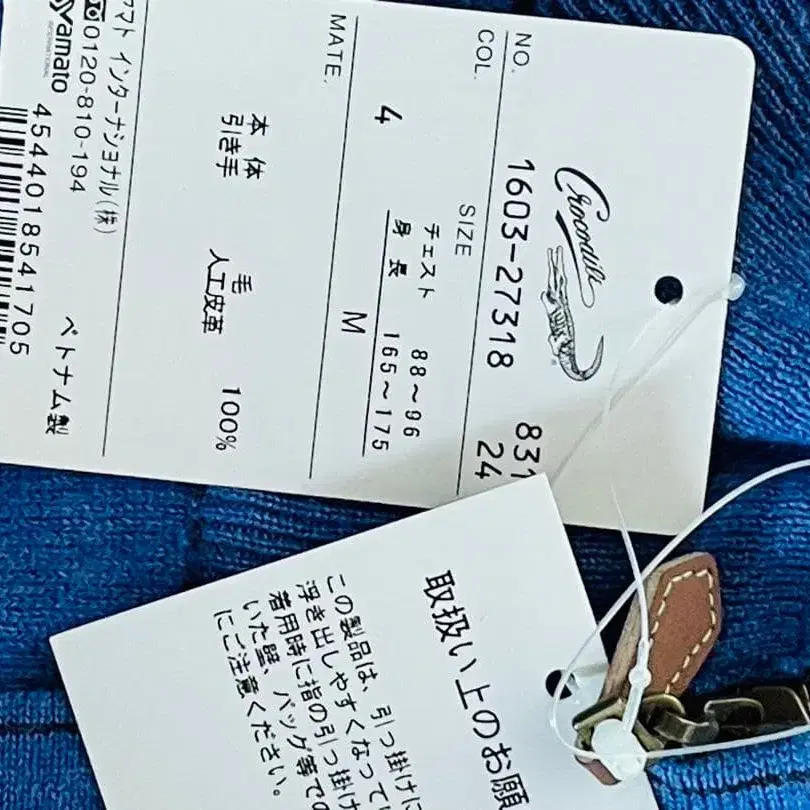 Crocodile
NO. 1603-27318 831
COL. 24
SIZE
チェスト 88〜96
身長 165〜175
4 M
MATE.
本体 毛 100%
引き手 人工皮革
ヤマト インターナショナル(株)
0120-810-194
yamato
INTERNATIONAL
ベトナム製
4544018541705
取扱い上のお願
この製品は、引っ掛けに
浮き出しやすくなってい
着用時に指の引っ掛け
いた壁、バッグ等での
にご注意ください。